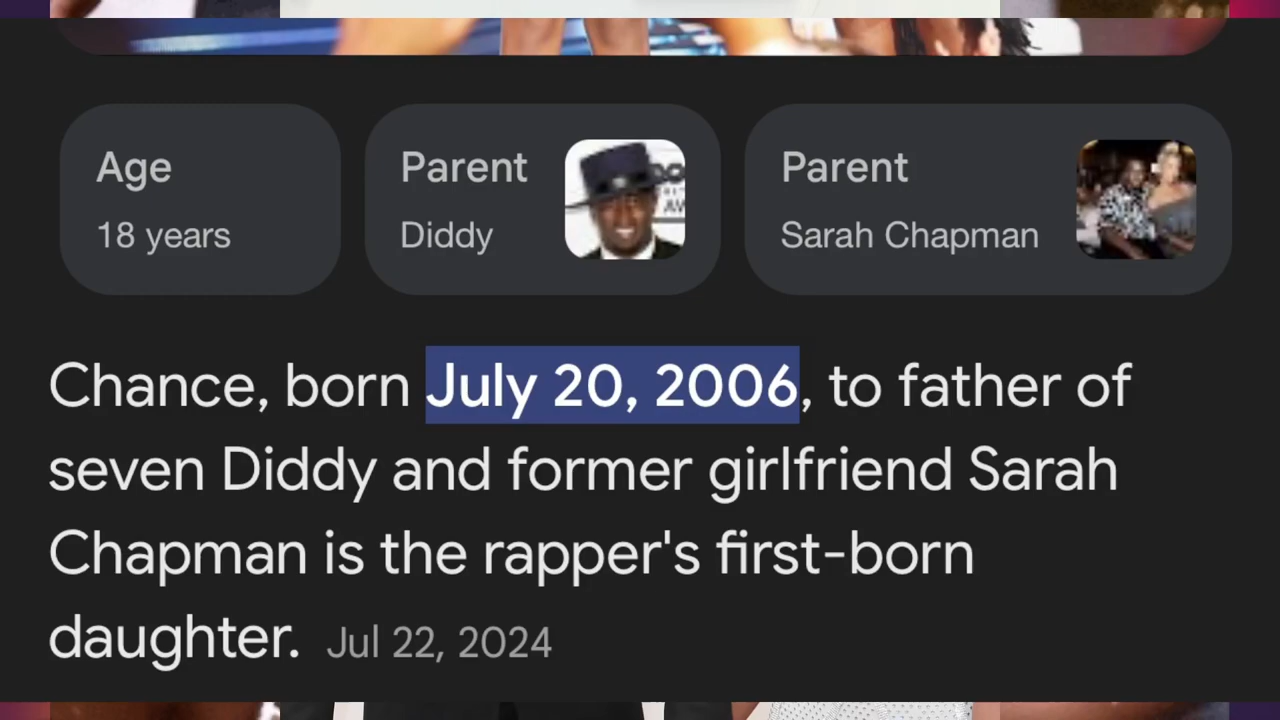 Age
18 years
Parent
Diddy
Parent
Sarah Chapman
Chance, born July 20, 2006, to father of
seven Diddy and former girlfriend Sarah
Chapman is the rapper's first-born
daughter. Jul 22, 2024